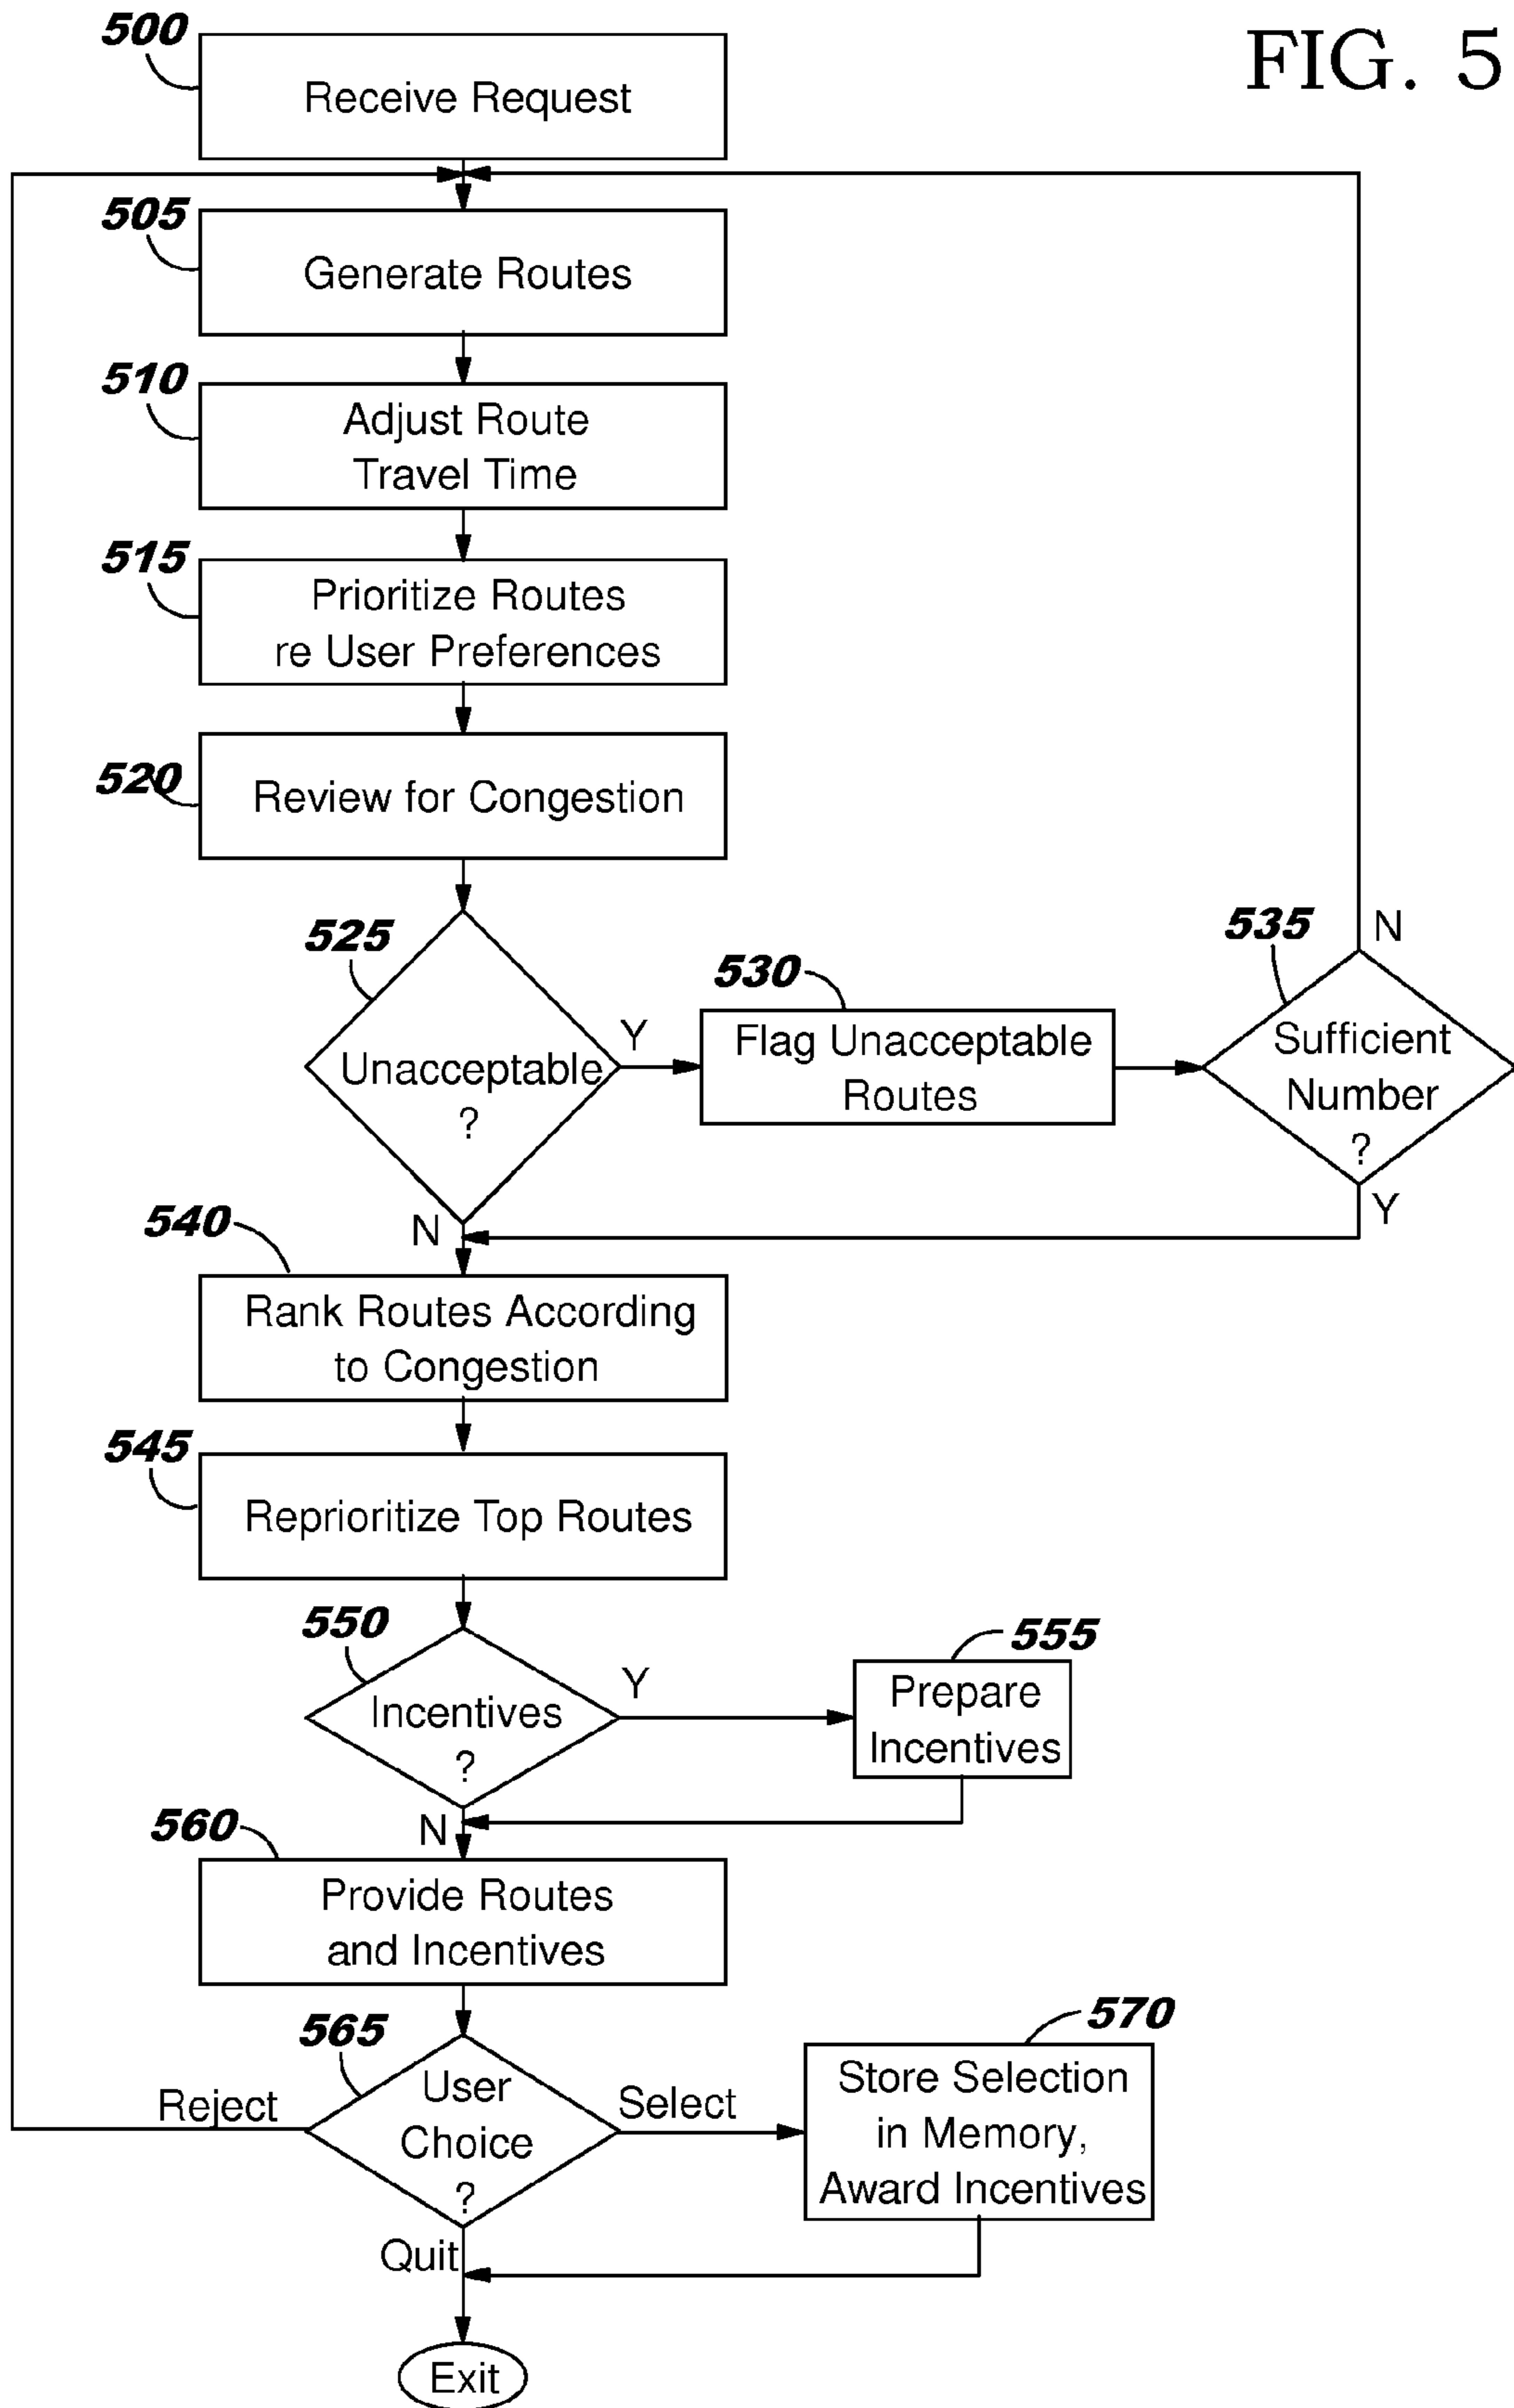 FIG. 5
500
Receive Request
505
Generate Routes
510
Adjust Route
Travel Time
515
Prioritize Routes
re User Preferences
520
Review for Congestion
525
Unacceptable
?
Y
N
530
Flag Unacceptable
Routes
535
N
Sufficient
Number
?
Y
540
Rank Routes According
to Congestion
545
Reprioritize Top Routes
550
Incentives
?
Y
N
555
Prepare
Incentives
560
Provide Routes
and Incentives
565
User
Choice
?
Reject
Select
Quit
570
Store Selection
in Memory,
Award Incentives
Exit